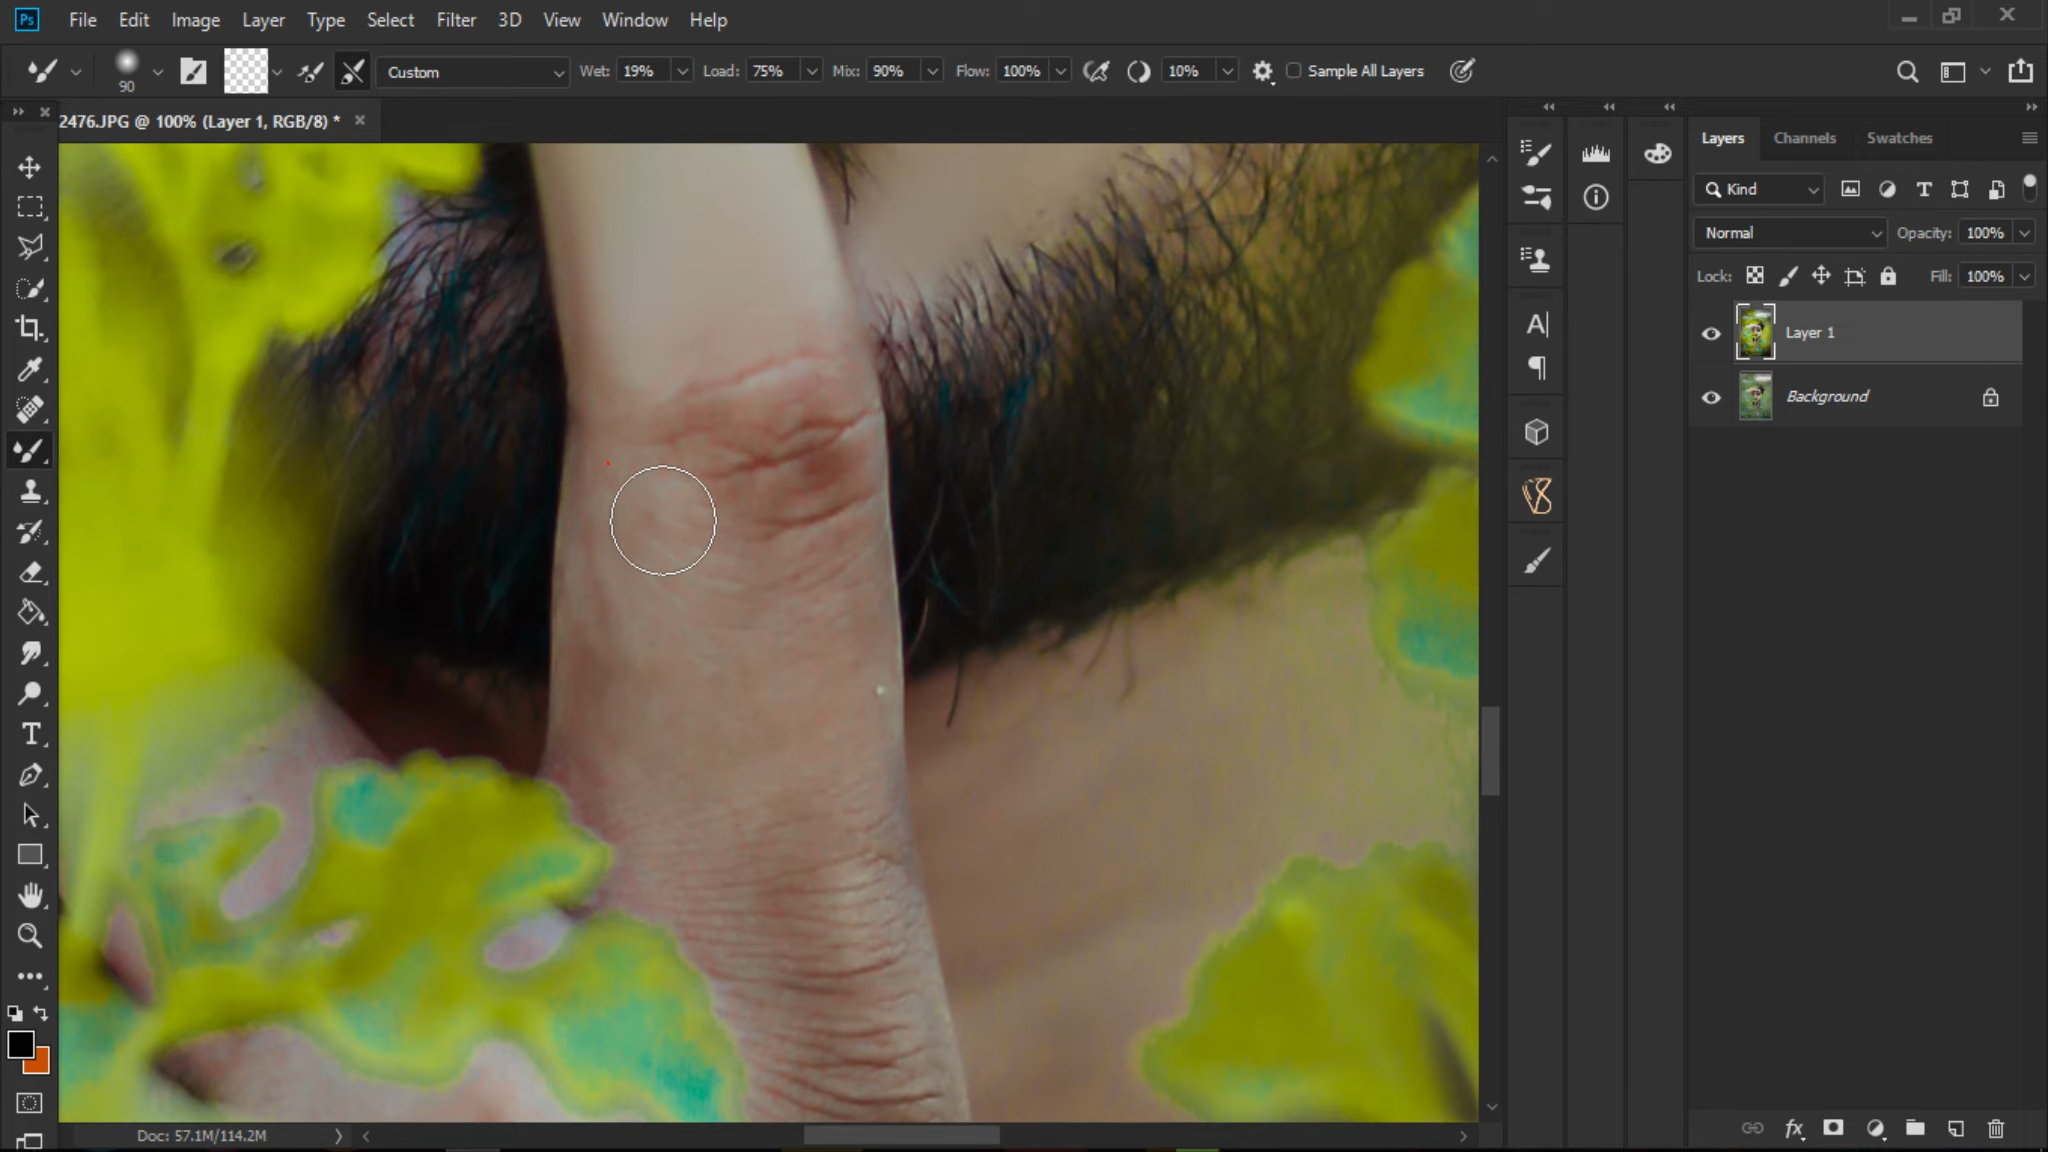 Ps File Edit Image Layer Type Select Filter 3D View Window Help
90 Custom Wet: 19% Load: 75% Mix: 90% Flow: 100% 10% Sample All Layers
2476.JPG @ 100% (Layer 1, RGB/8) *
Layers Channels Swatches
Kind
Normal Opacity: 100%
Lock: Fill: 100%
Layer 1
Background
Doc: 57.1M/114.2M